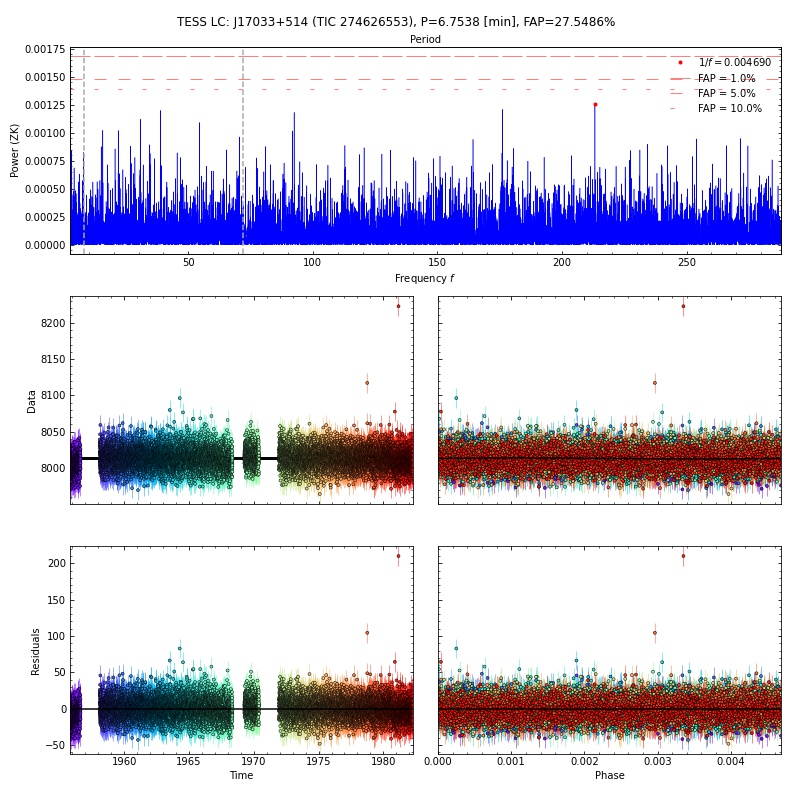 TESS LC: J17033+514 (TIC 274626553), P=6.7538 [min], FAP=27.5486%
Period
0.00175
0.00150
0.00125
0.00100
0.00075
0.00050
0.00025
0.00000
Power (ZK)
1/f = 0.004690
FAP = 1.0%
FAP = 5.0%
FAP = 10.0%
50 100 150 200 250
Frequency f
8200
8150
8100
8050
8000
Data
200
150
100
50
0
−50
Residuals
1960 1965 1970 1975 1980
Time
0.000 0.001 0.002 0.003 0.004
Phase